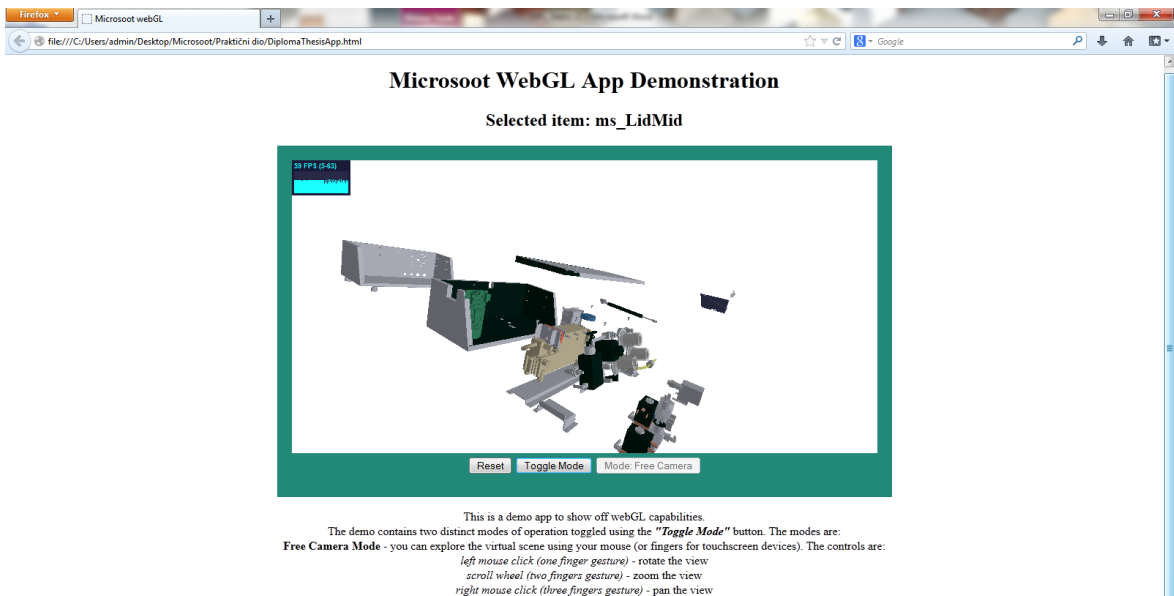 Firefox
Microsoot webGL
file:///C:/Users/admin/Desktop/Microsoot/Praktični dio/DiplomaThesisApp.html
Google
Microsoot WebGL App Demonstration
Selected item: ms_LidMid
59 FPS (5-63)
Reset Toggle Mode Mode: Free Camera
This is a demo app to show off webGL capabilities.
The demo contains two distinct modes of operation toggled using the "Toggle Mode" button. The modes are:
Free Camera Mode - you can explore the virtual scene using your mouse (or fingers for touchscreen devices). The controls are:
left mouse click (one finger gesture) - rotate the view
scroll wheel (two fingers gesture) - zoom the view
right mouse click (three fingers gesture) - pan the view